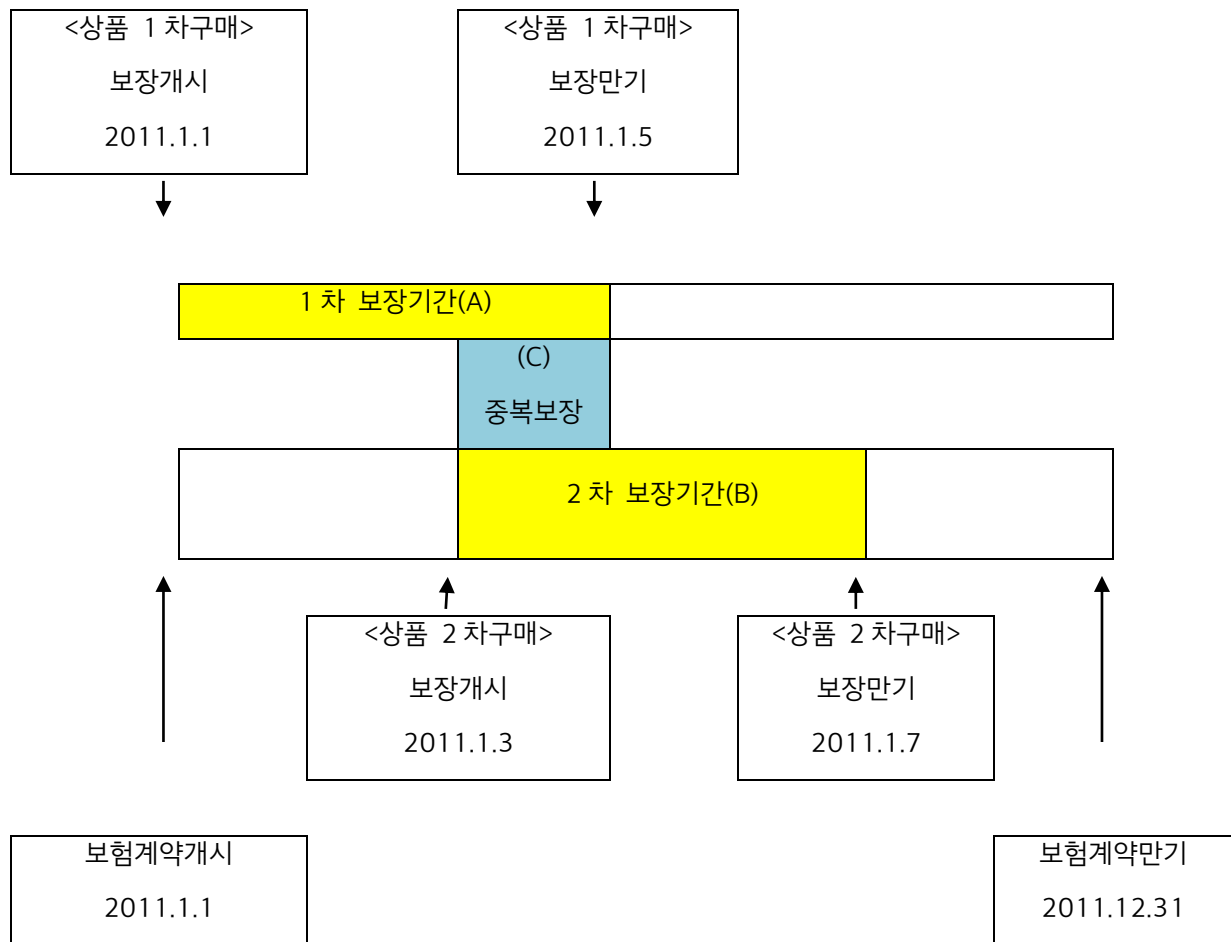 <상품 1차구매>
보장개시
2011.1.1
<상품 1차구매>
보장만기
2011.1.5
1차 보장기간(A)
(C)
중복보장
2차 보장기간(B)
<상품 2차구매>
보장개시
2011.1.3
<상품 2차구매>
보장만기
2011.1.7
보험계약개시
2011.1.1
보험계약만기
2011.12.31